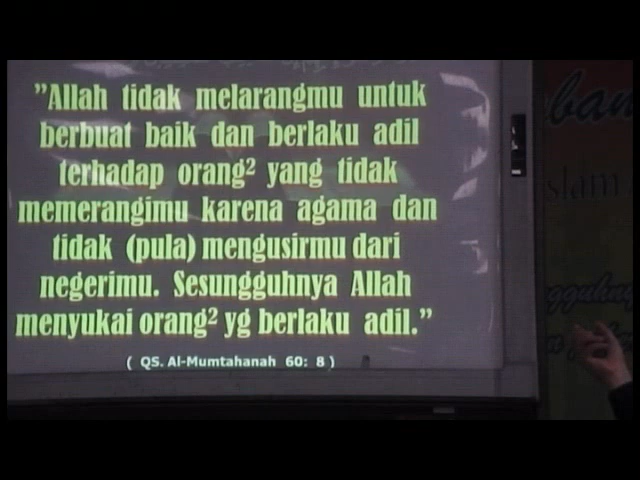 "Allah tidak melarangmu untuk
berbuat baik dan berlaku adil
terhadap orang² yang tidak
memerangimu karena agama dan
tidak (pula) mengusirmu dari
negerimu. Sesungguhnya Allah
menyukai orang² yg berlaku adil."
( QS. Al-Mumtahanah 60: 8 )